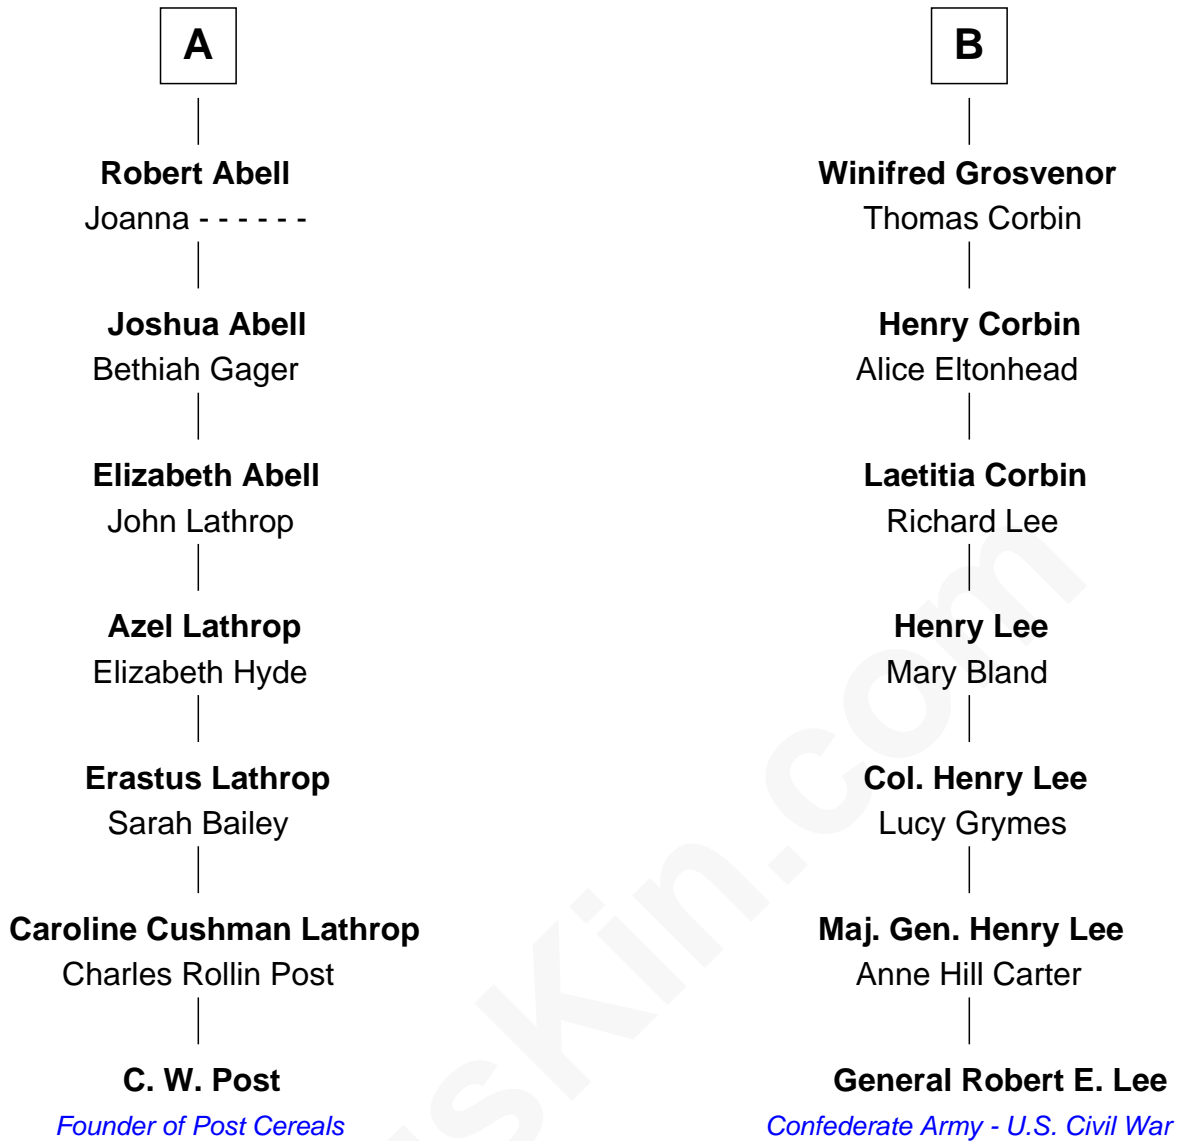 A
Robert Abell
Joanna - - - - - -
Joshua Abell
Bethiah Gager
Elizabeth Abell
John Lathrop
Azel Lathrop
Elizabeth Hyde
Erastus Lathrop
Sarah Bailey
Caroline Cushman Lathrop
Charles Rollin Post
C. W. Post
Founder of Post Cereals
B
Winifred Grosvenor
Thomas Corbin
Henry Corbin
Alice Eltonhead
Laetitia Corbin
Richard Lee
Henry Lee
Mary Bland
Col. Henry Lee
Lucy Grymes
Maj. Gen. Henry Lee
Anne Hill Carter
General Robert E. Lee
Confederate Army - U.S. Civil War
usKin.com